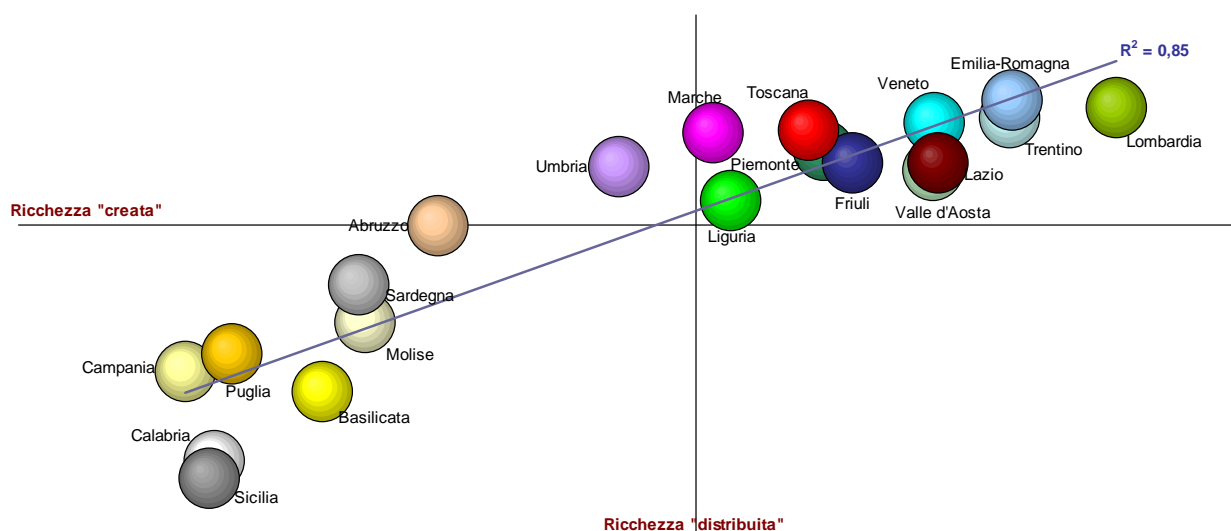 R² = 0,85
Emilia-Romagna
Veneto
Toscana
Marche
Lombardia
Trentino
Umbria
Piemonte
Lazio
Friuli
Valle d'Aosta
Ricchezza "creata"
Abruzzo
Liguria
Sardegna
Molise
Campania
Puglia
Basilicata
Calabria
Sicilia
Ricchezza "distribuita"